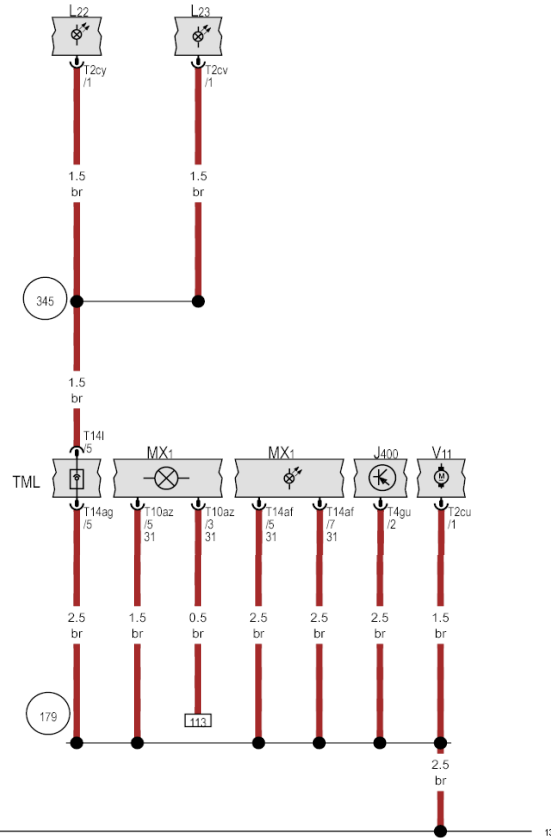 L22 L23
T2cy T2cv
/1 /1
1.5 1.5
br br
345
1.5
br
T14l
/5
TML MX1 MX1 J400 V11
M
T14ag T10az T10az T14af T14af T4gu T2cu
/5 /5 /3 /5 /7 /2 /1
31 31 31 31
2.5 1.5 0.5 2.5 2.5 2.5 1.5
br br br br br br br
179
113
2.5
br